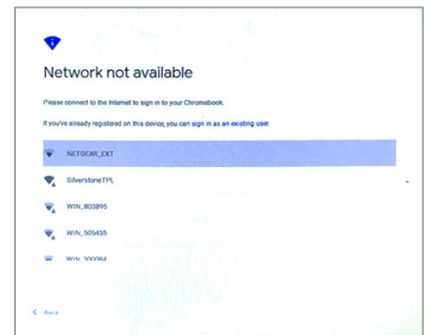 Network not available
Please connect to the Internet to sign in to your Chromebook.
If you've already registered on this device, you can sign in as an existing user.
NETGEAR_EXT
SilverstoneTPL
WIN_803895
WIN_505455
Back